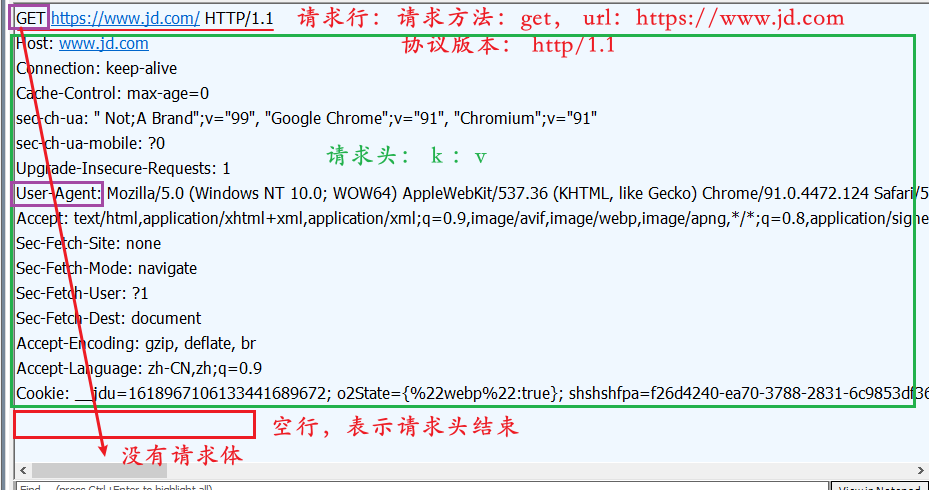 GET https://www.jd.com/ HTTP/1.1 请求行：请求方法：get， url：https://www.jd.com
Host: www.jd.com 协议版本： http/1.1
Connection: keep-alive
Cache-Control: max-age=0
sec-ch-ua: " Not;A Brand";v="99", "Google Chrome";v="91", "Chromium";v="91"
sec-ch-ua-mobile: ?0
请求头： k ：v
Upgrade-Insecure-Requests: 1
User-Agent: Mozilla/5.0 (Windows NT 10.0; WOW64) AppleWebKit/537.36 (KHTML, like Gecko) Chrome/91.0.4472.124 Safari/5
Accept: text/html,application/xhtml+xml,application/xml;q=0.9,image/avif,image/webp,image/apng,*/*;q=0.8,application/signe
Sec-Fetch-Site: none
Sec-Fetch-Mode: navigate
Sec-Fetch-User: ?1
Sec-Fetch-Dest: document
Accept-Encoding: gzip, deflate, br
Accept-Language: zh-CN,zh;q=0.9
Cookie: __jdu=1618967106133441689672; o2State={%22webp%22:true}; shshshfpa=f26d4240-ea70-3788-2831-6c9853df36
空行，表示请求头结束
没有请求体
Find... (press Ctrl+Enter to highlight all) View in Notepad